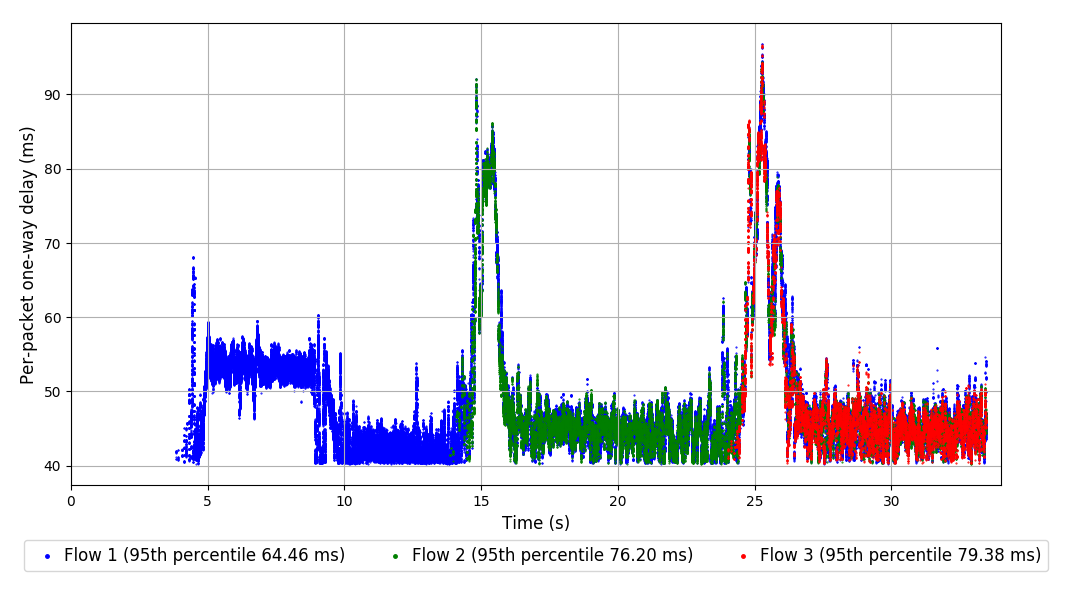 Per-packet one-way delay (ms)
90
80
70
60
50
40
0 5 10 15 20 25 30
Time (s)
Flow 1 (95th percentile 64.46 ms) Flow 2 (95th percentile 76.20 ms) Flow 3 (95th percentile 79.38 ms)